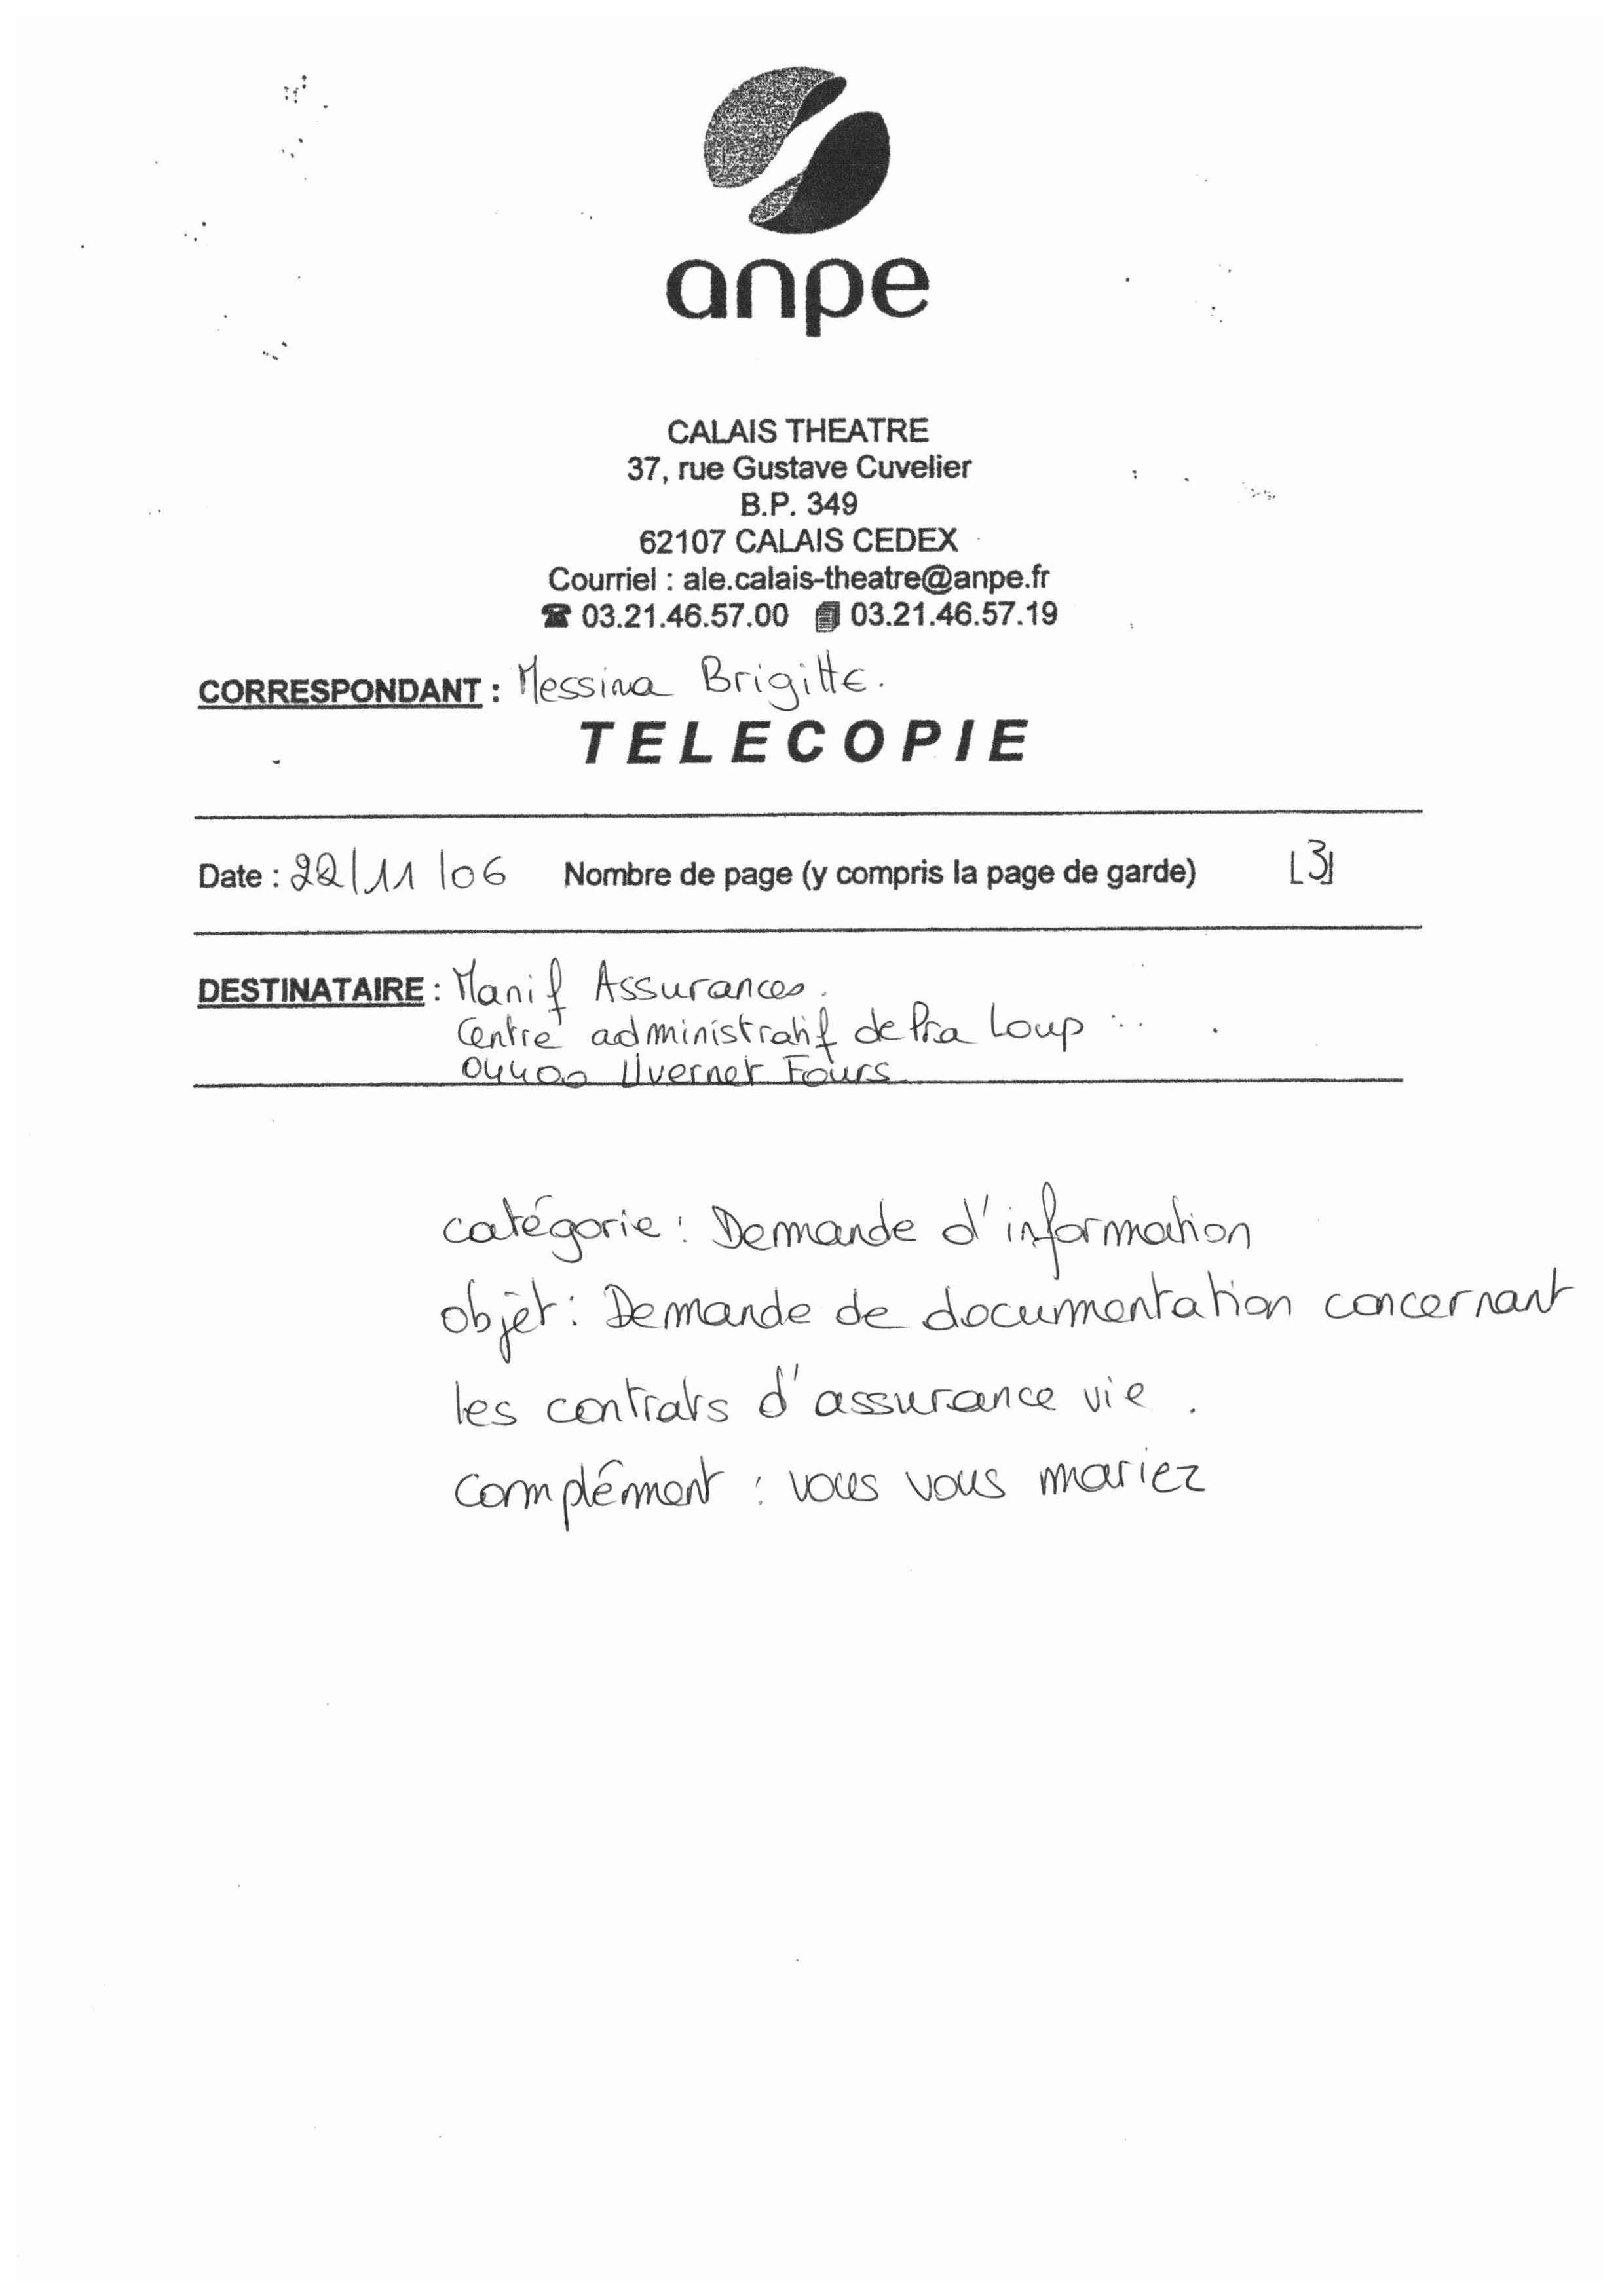 anpe
CALAIS THEATRE
37, rue Gustave Cuvelier
B.P. 349
62107 CALAIS CEDEX
Courriel : ale.calais-theatre@anpe.fr
☎ 03.21.46.57.00 03.21.46.57.19
CORRESPONDANT : Messina Brigitte.
TELECOPIE
Date : 22/11/06 Nombre de page (y compris la page de garde) 3
DESTINATAIRE : Manif Assurances.
Centre administratif de Pra Loup
04400 Uvernet Fours
catégorie : Demande d'information
objet : Demande de documentation concernant
les contrats d'assurance vie.
complément : vous vous mariez